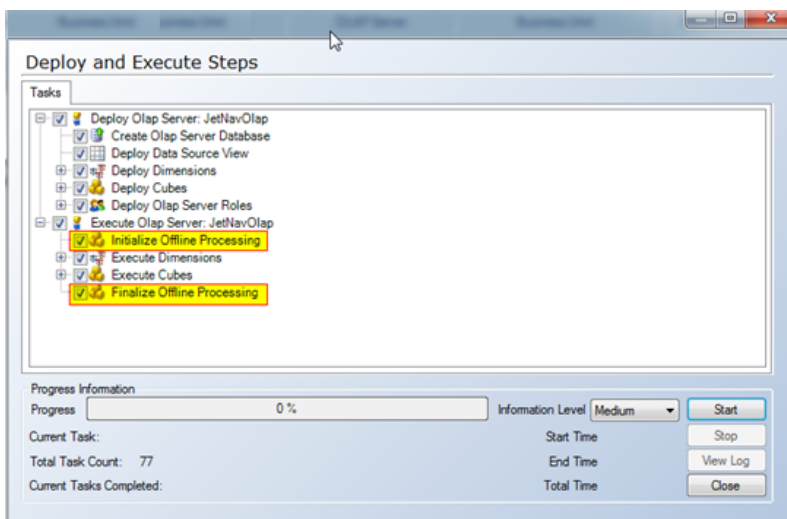 Deploy and Execute Steps
Tasks
Deploy Olap Server: JetNavOlap
Create Olap Server Database
Deploy Data Source View
Deploy Dimensions
Deploy Cubes
Deploy Olap Server Roles
Execute Olap Server: JetNavOlap
Initialize Offline Processing
Execute Dimensions
Execute Cubes
Finalize Offline Processing
Progress Information
Progress 0 % Information Level Medium Start
Current Task: Start Time Stop
Total Task Count: 77 End Time View Log
Current Tasks Completed: Total Time Close